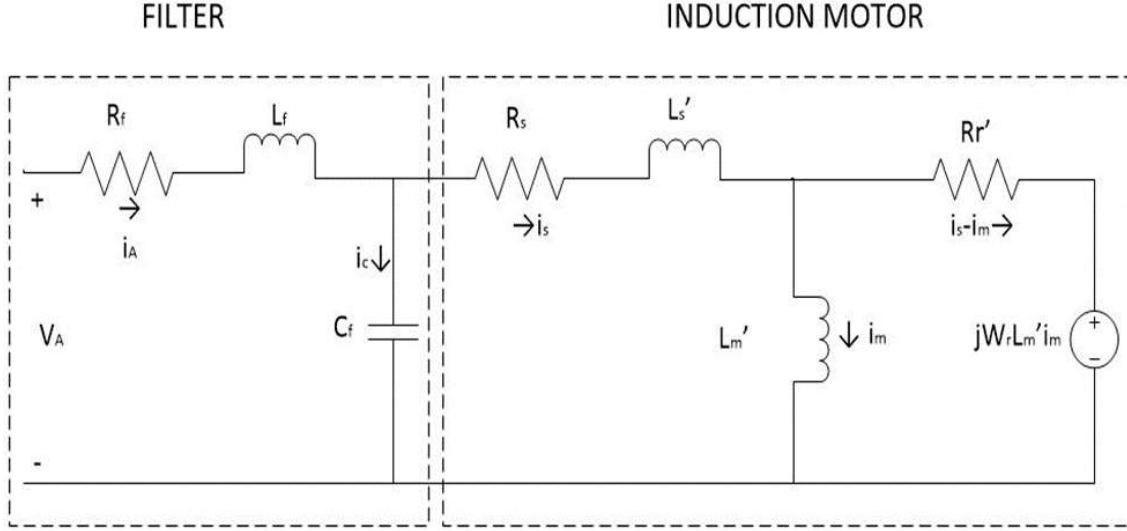 FILTER
INDUCTION MOTOR
Rf
Lf
Rs
Ls'
Rr'
+
→
iA
→is
is-im→
ic↓
VA
Cf
Lm'
↓ im
jWrLm'im
+
-
-